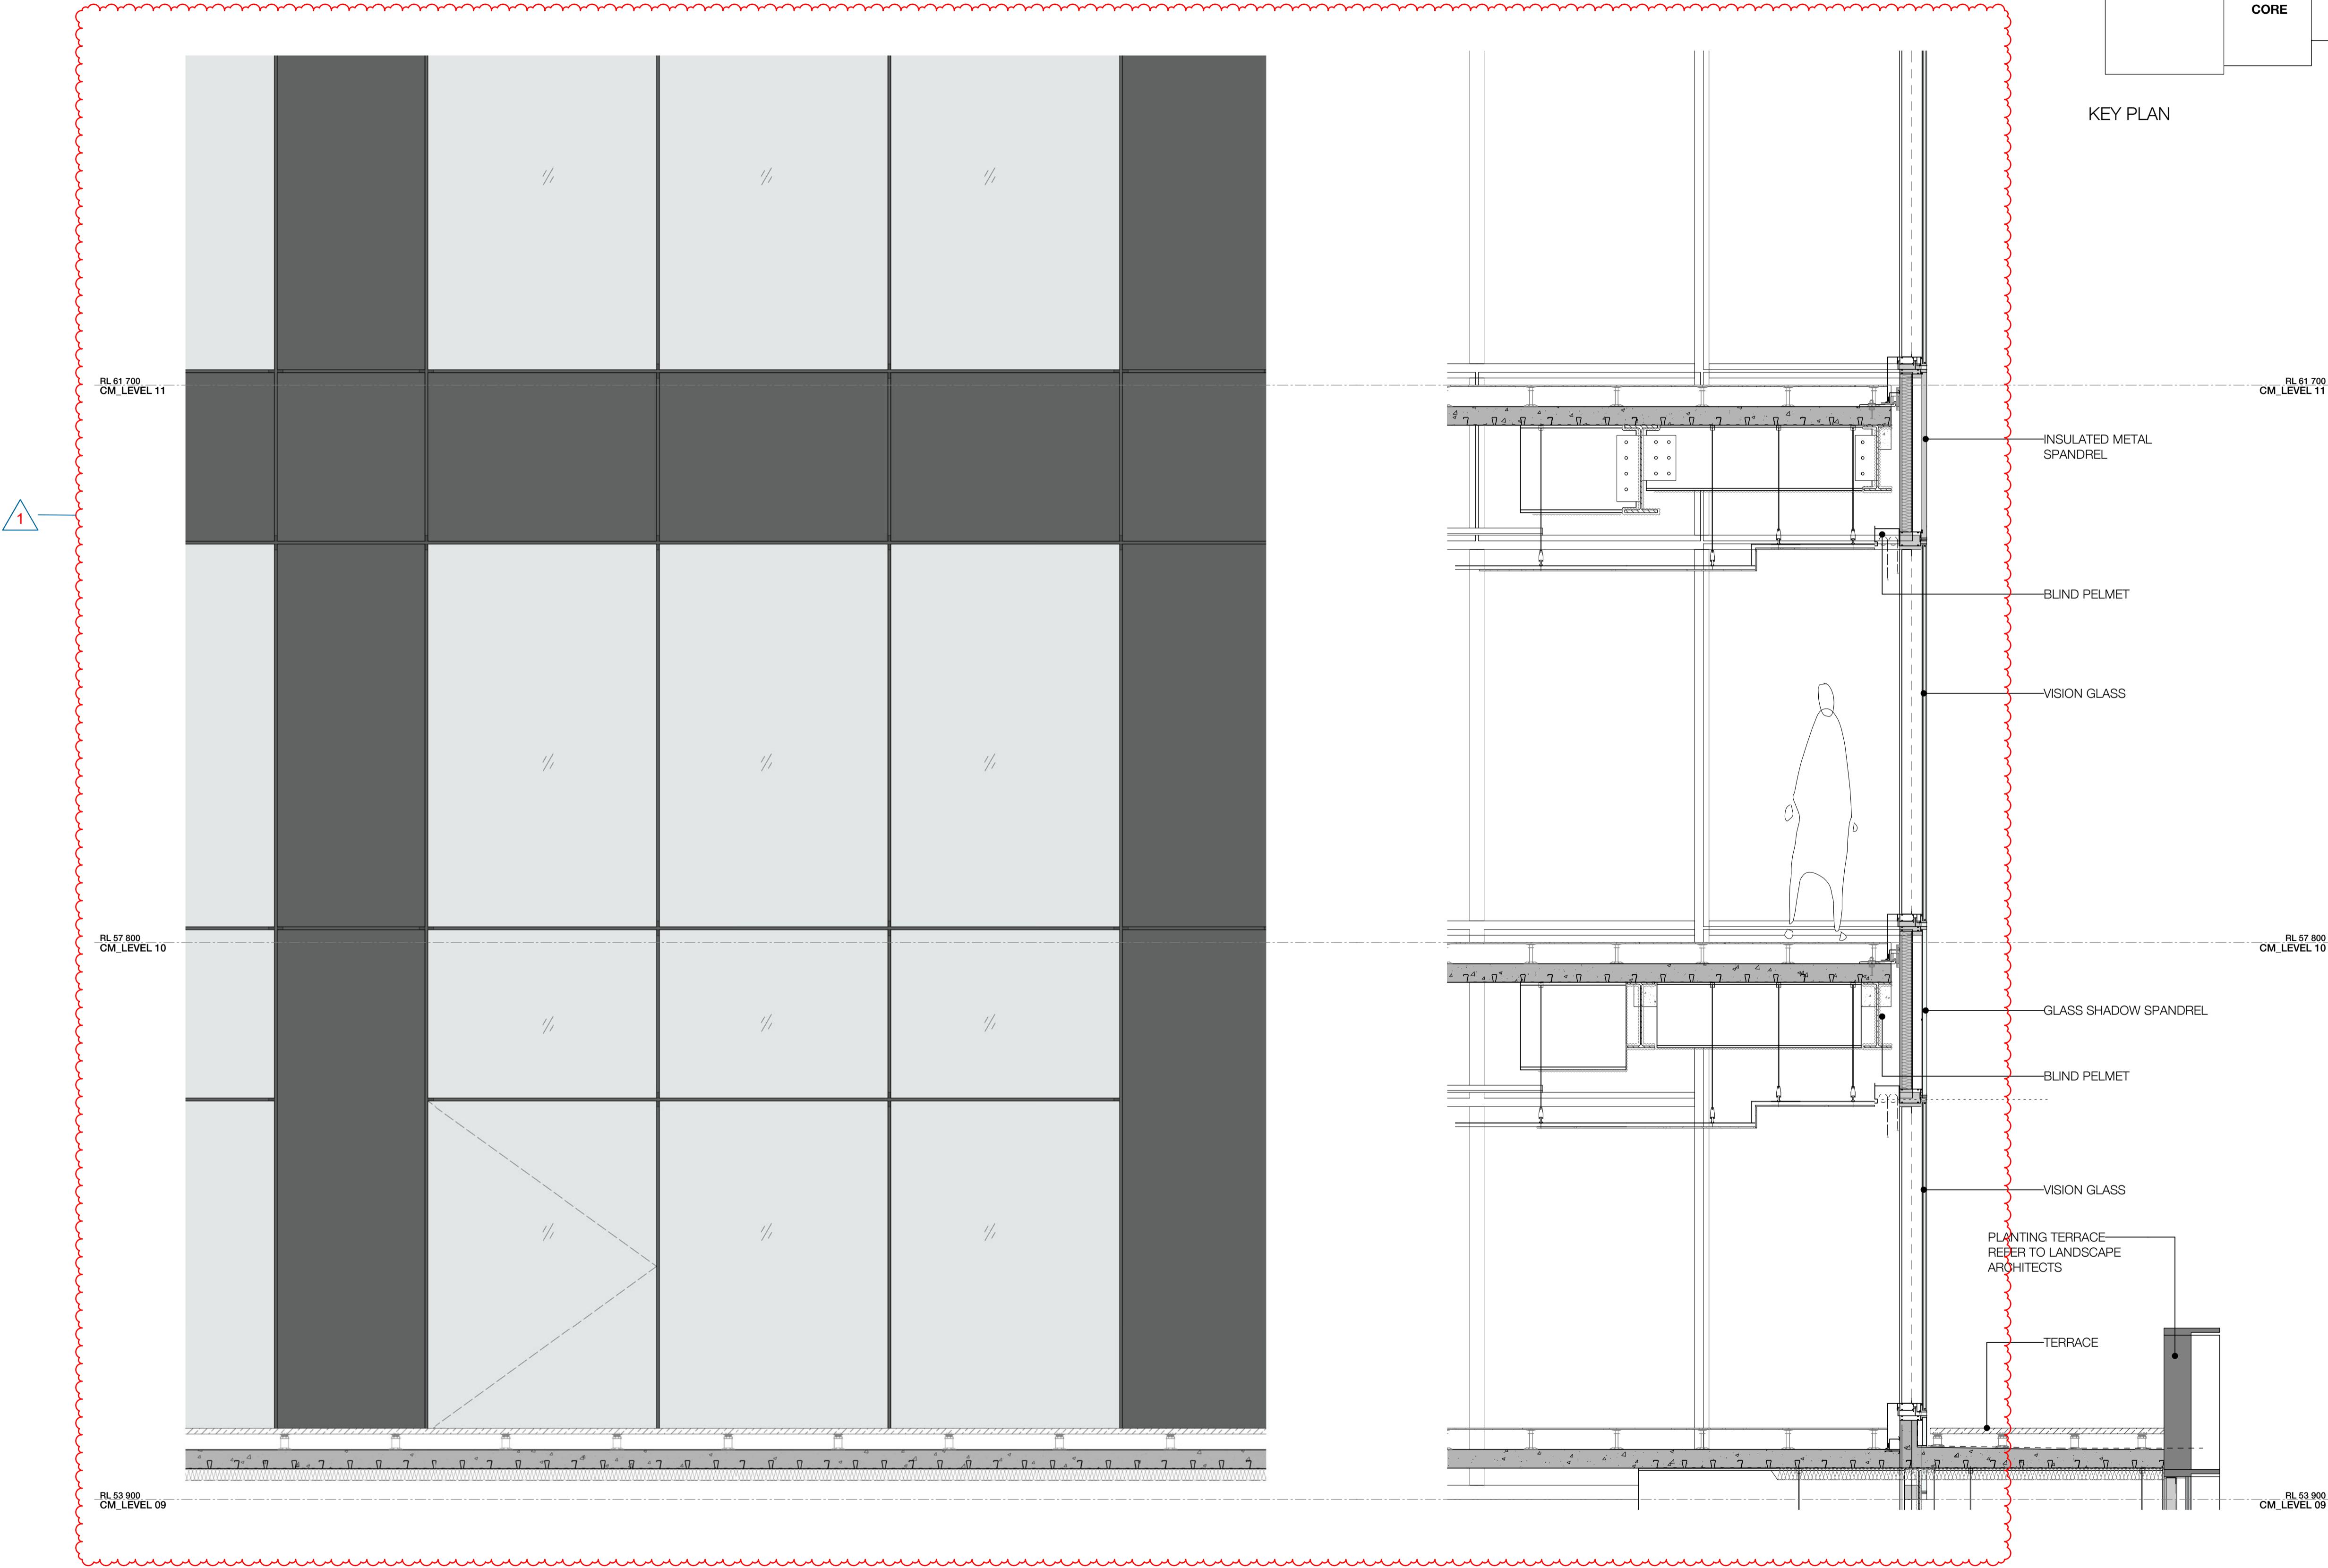 CORE
KEY PLAN
RL 61 700
CM_LEVEL 11
RL 61 700
CM_LEVEL 11
INSULATED METAL
SPANDREL
1
BLIND PELMET
VISION GLASS
RL 57 800
CM_LEVEL 10
RL 57 800
CM_LEVEL 10
GLASS SHADOW SPANDREL
BLIND PELMET
VISION GLASS
PLANTING TERRACE
REFER TO LANDSCAPE
ARCHITECTS
TERRACE
RL 53 900
CM_LEVEL 09
RL 53 900
CM_LEVEL 09